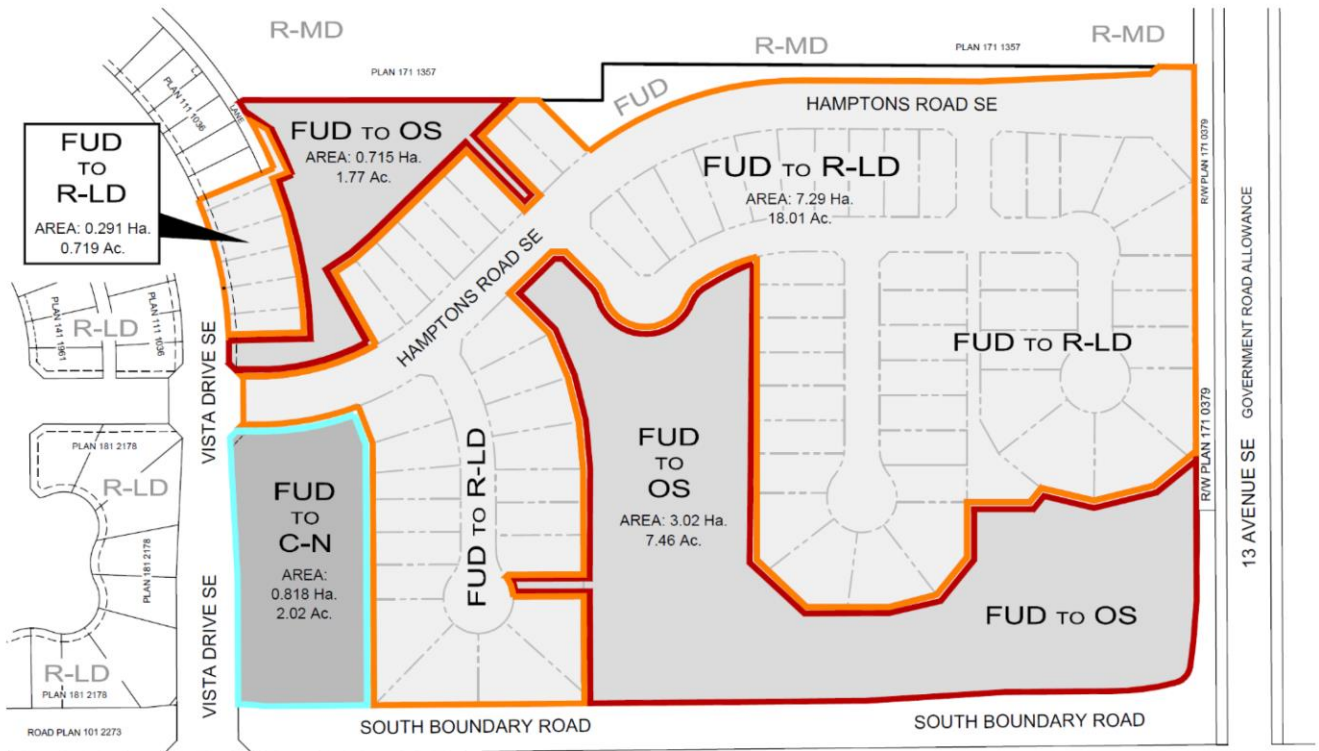 R-MD
R-MD
R-MD
PLAN 171 1357
PLAN 171 1357
PLAN 111 1036
LANE
FUD
HAMPTONS ROAD SE
FUD
TO
R-LD
AREA: 0.291 Ha.
0.719 Ac.
FUD TO OS
AREA: 0.715 Ha.
1.77 Ac.
FUD TO R-LD
AREA: 7.29 Ha.
18.01 Ac.
R/W PLAN 171 0379
GOVERNMENT ROAD ALLOWANCE
HAMPTONS ROAD SE
R-LD
PLAN 141 1961
PLAN 111 1036
VISTA DRIVE SE
FUD TO R-LD
R/W PLAN 171 0379
13 AVENUE SE
PLAN 181 2178
R-LD
PLAN 181 2178
FUD
TO
C-N
AREA:
0.818 Ha.
2.02 Ac.
FUD TO R-LD
FUD
TO
OS
AREA: 3.02 Ha.
7.46 Ac.
FUD TO OS
VISTA DRIVE SE
R-LD
PLAN 181 2178
ROAD PLAN 101 2273
SOUTH BOUNDARY ROAD
SOUTH BOUNDARY ROAD